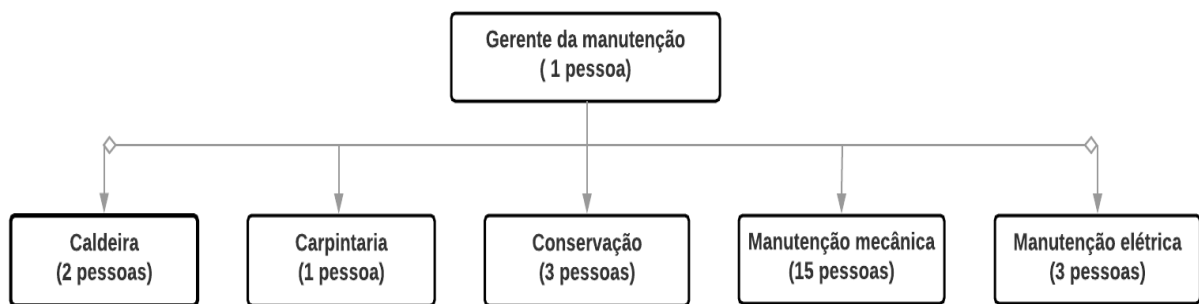 Gerente da manutenção
( 1 pessoa)
Caldeira
(2 pessoas)
Carpintaria
(1 pessoa)
Conservação
(3 pessoas)
Manutenção mecânica
(15 pessoas)
Manutenção elétrica
(3 pessoas)